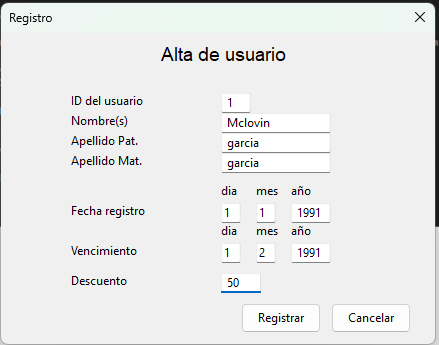 Registro
Alta de usuario
ID del usuario 1
Nombre(s) Mclovin
Apellido Pat. garcia
Apellido Mat. garcia
dia mes año
Fecha registro 1 1 1991
dia mes año
Vencimiento 1 2 1991
Descuento 50
Registrar Cancelar